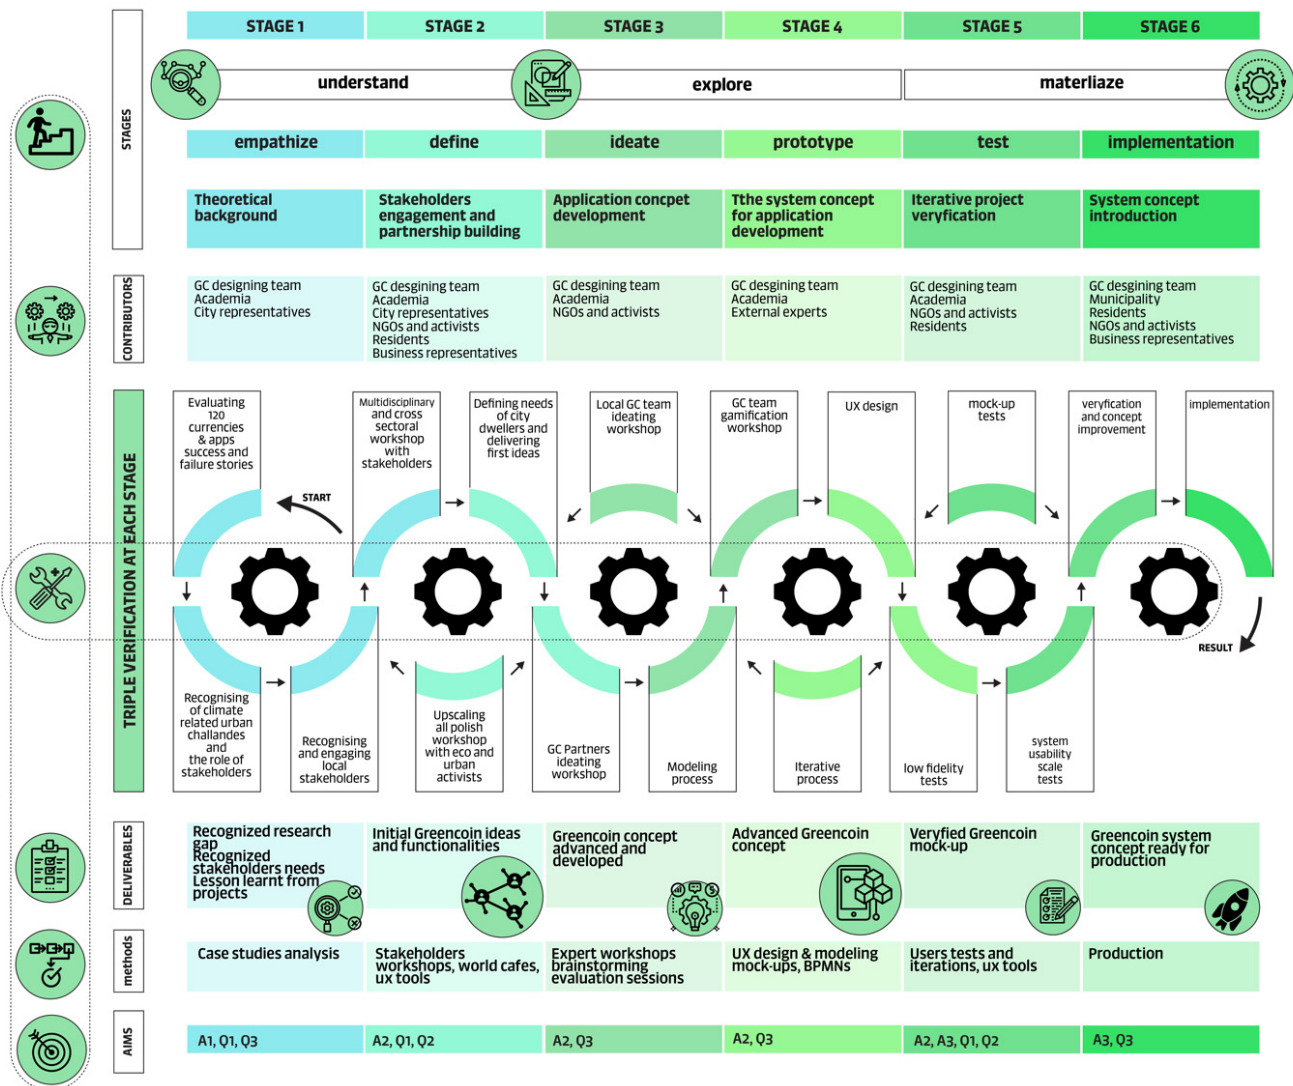 STAGE 1
STAGE 2
STAGE 3
STAGE 4
STAGE 5
STAGE 6
STAGES
understand
explore
materliaze
empathize
define
ideate
prototype
test
implementation
Theoretical
background
Stakeholders
engagement and
partnership building
Application concpet
development
Tthe system concept
for application
development
Iterative project
veryfication
System concept
introduction
CONTRIBUTORS
GC designing team
Academia
City representatives
GC desgining team
Academia
City representatives
NGOs and activists
Residents
Business representatives
GC desgining team
Academia
NGOs and activists
GC desgining team
Academia
External experts
GC desgining team
Academia
NGOs and activists
Residents
GC desgining team
Municipality
Residents
NGOs and activists
Business representatives
TRIPLE VERIFICATION AT EACH STAGE
Evaluating
120
currencies
& apps
success and
failure stories
Multidisciplinary
and cross
sectoral
workshop
with
stakeholders
Defining needs
of city
dwellers and
delivering
first ideas
Local GC team
ideating
workshop
GC team
gamification
workshop
UX design
mock-up
tests
veryfication
and concept
improvement
implementation
START
RESULT
Recognising
of climate
related urban
challandes
and
the role of
stakeholders
Recognising
and engaging
local
stakeholders
Upscaling
all polish
workshop
with eco and
urban
activists
GC Partners
ideating
workshop
Modeling
process
Iterative
process
low fidelity
tests
system
usability
scale
tests
DELIVERABLES
Recognized research
gap
Recognized
stakeholders needs
Lesson learnt from
projects
Initial Greencoin ideas
and functionalities
Greencoin concept
advanced and
developed
Advanced Greencoin
concept
Veryfied Greencoin
mock-up
Greencoin system
concept ready for
production
methods
Case studies analysis
Stakeholders
workshops, world cafes,
ux tools
Expert workshops
brainstorming
evaluation sessions
UX design & modeling
mock-ups, BPMNs
Users tests and
iterations, ux tools
Production
AIMS
A1, Q1, Q3
A2, Q1, Q2
A2, Q3
A2, Q3
A2, A3, Q1, Q2
A3, Q3